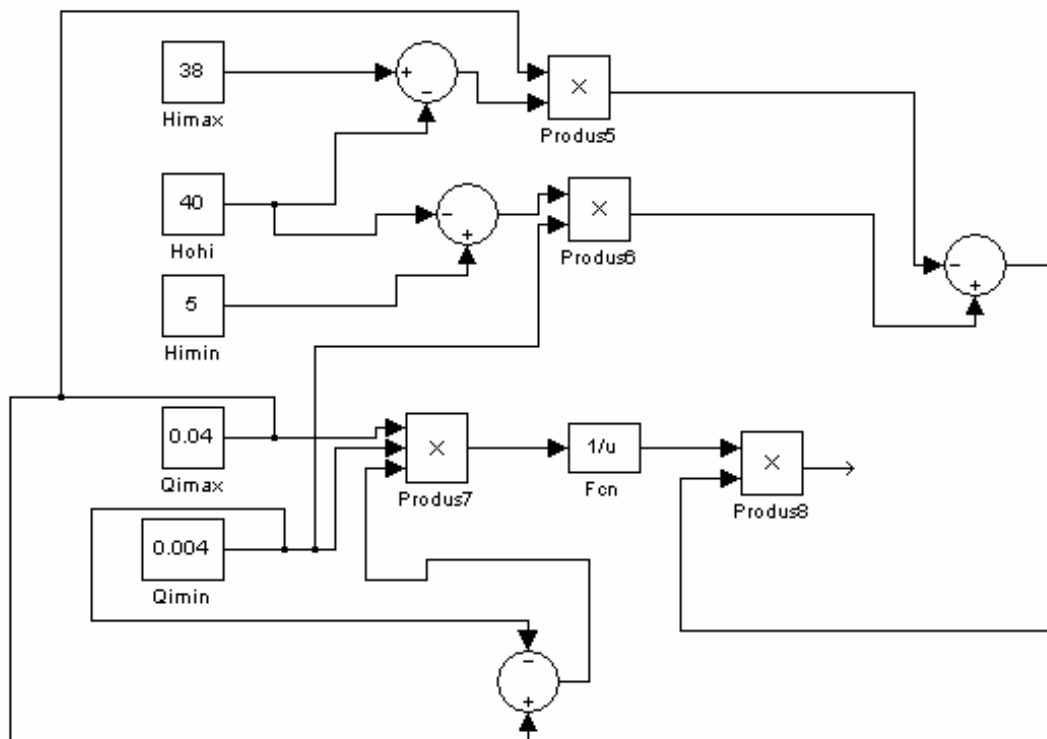 38
Himax
Produs5
40
Hohi
Produs6
5
Himin
0.04
Qimax
Produs7
1/u
Fcn
Produs8
0.004
Qimin